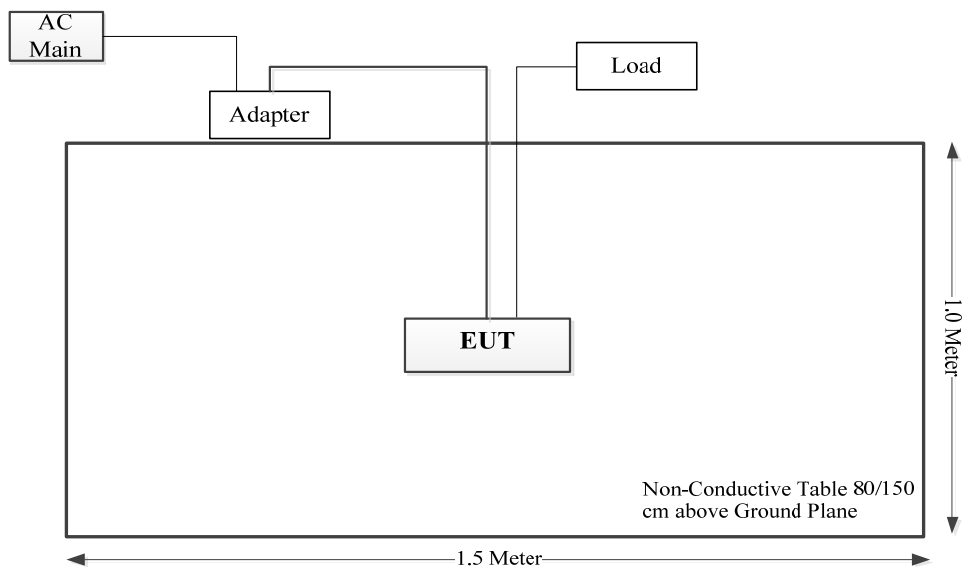 AC
Main
Load
Adapter
EUT
1.0 Meter
Non-Conductive Table 80/150
cm above Ground Plane
1.5 Meter